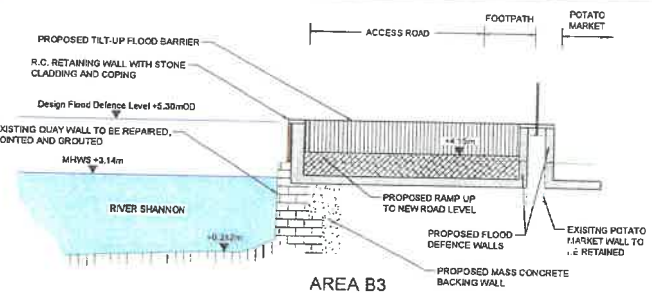 FOOTPATH
POTATO
MARKET
ACCESS ROAD
PROPOSED TILT-UP FLOOD BARRIER
R.C. RETAINING WALL WITH STONE
CLADDING AND COPING
Design Flood Defence Level +5.30mOD
EXISTING QUAY WALL TO BE REPAIRED,
OINTED AND GROUTED
MHWS +3.14m
+4.15m
RIVER SHANNON
PROPOSED RAMP UP
TO NEW ROAD LEVEL
PROPOSED FLOOD
DEFENCE WALLS
EXISITNG POTATO
MARKET WALL TO
RETAINED
PROPOSED MASS CONCRETE
BACKING WALL
AREA B3